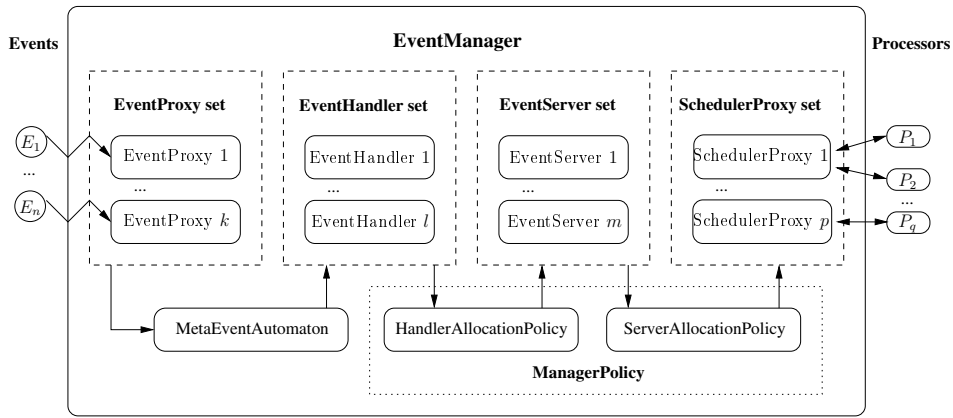 EventManager
Events
Processors
EventProxy set
EventHandler set
EventServer set
SchedulerProxy set
E1
EventProxy 1
EventHandler 1
EventServer 1
SchedulerProxy 1
P1
...
...
...
...
...
P2
...
En
EventProxy k
EventHandler l
EventServer m
SchedulerProxy p
Pq
MetaEventAutomaton
HandlerAllocationPolicy
ServerAllocationPolicy
ManagerPolicy